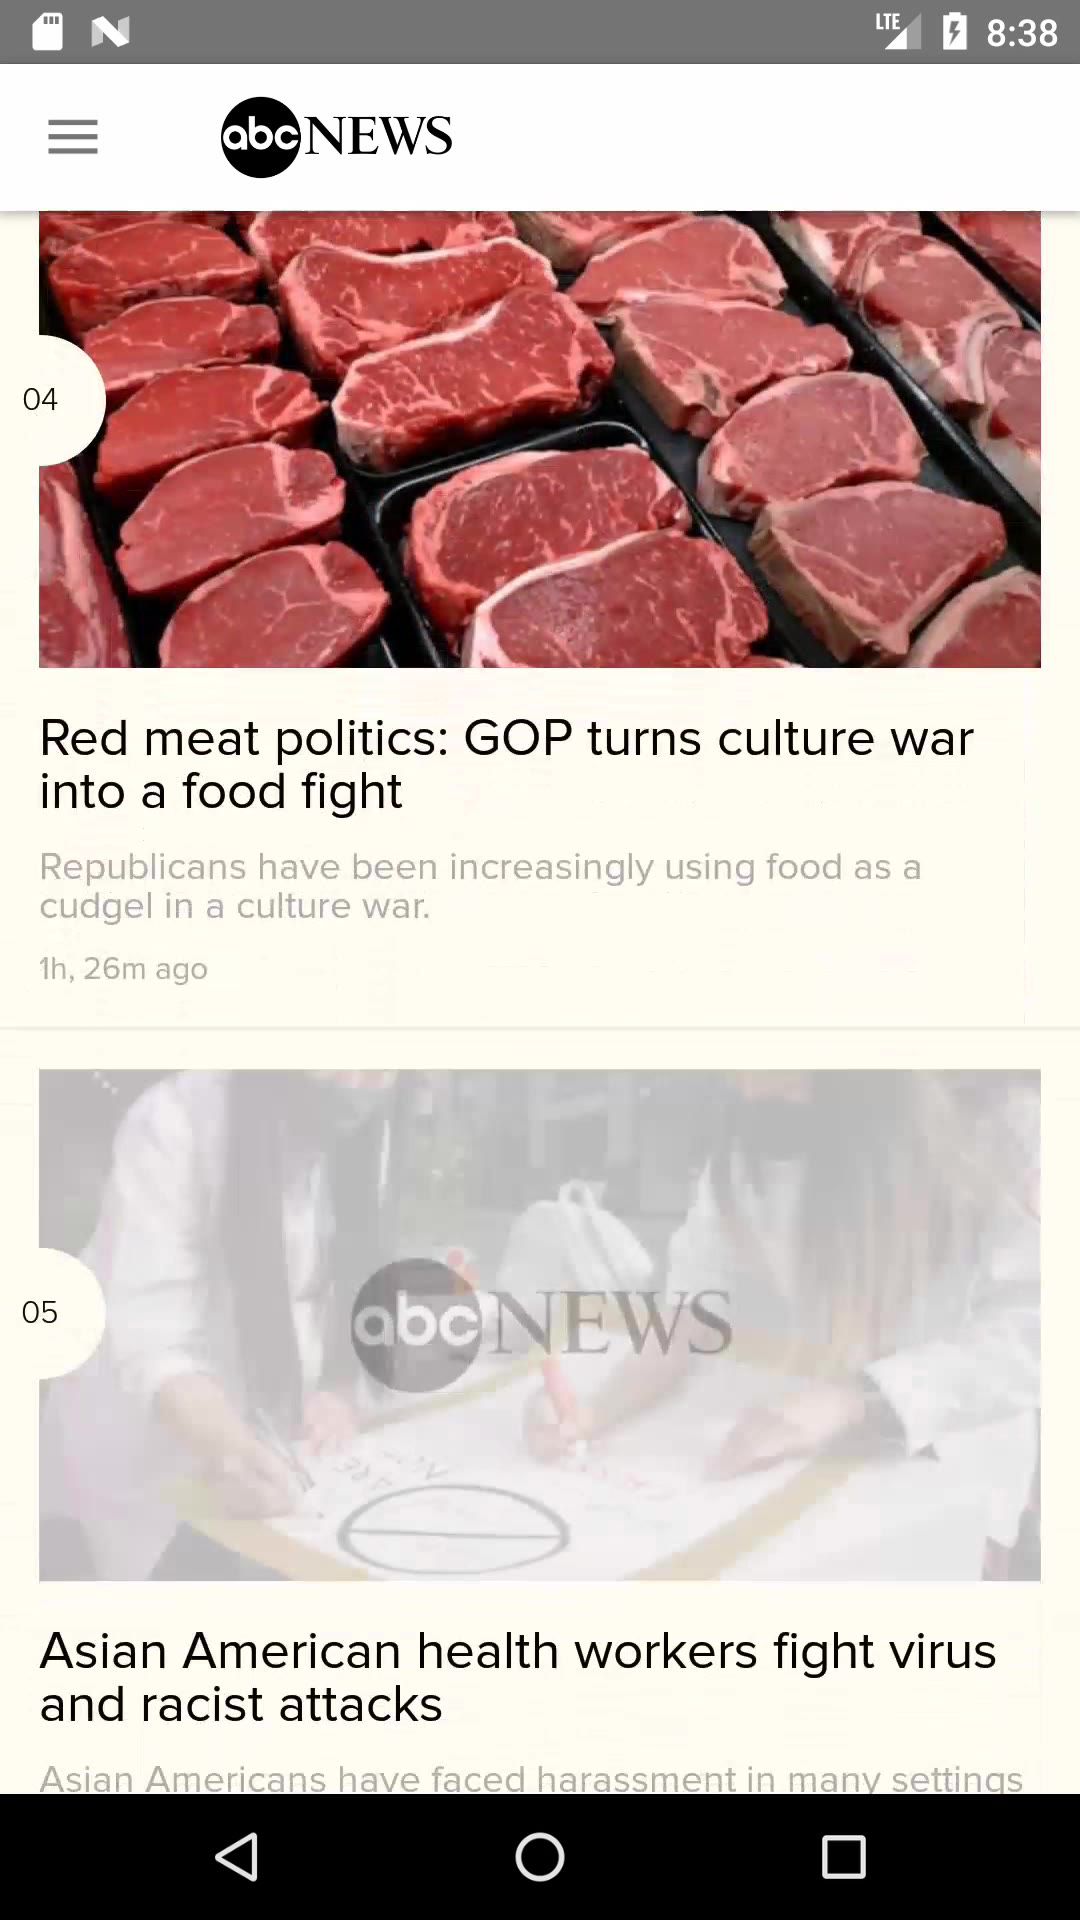 LTE 8:38
abc NEWS
04
Red meat politics: GOP turns culture war
into a food fight
Republicans have been increasingly using food as a
cudgel in a culture war.
1h, 26m ago
05
abc NEWS
Asian American health workers fight virus
and racist attacks
Asian Americans have faced harassment in many settings